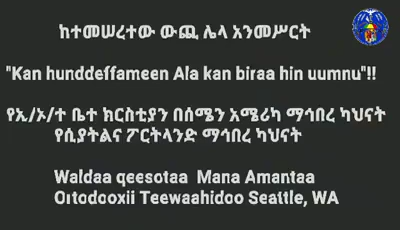 ከተመሠረተው ውጪ ሌላ አንመሥርት
"Kan hunddeffameen Ala kan biraa hin uumnu"!!
የኢ/ኦ/ተ ቤተ ክርስቲያን በሰሜን አሜሪካ ማኅበረ ካህናት
የሲያትልና ፖርትላንድ ማኅበረ ካህናት
Waldaa qeesotaa Mana Amantaa
Oıtodooxii Teewaahidoo Seattle, WA